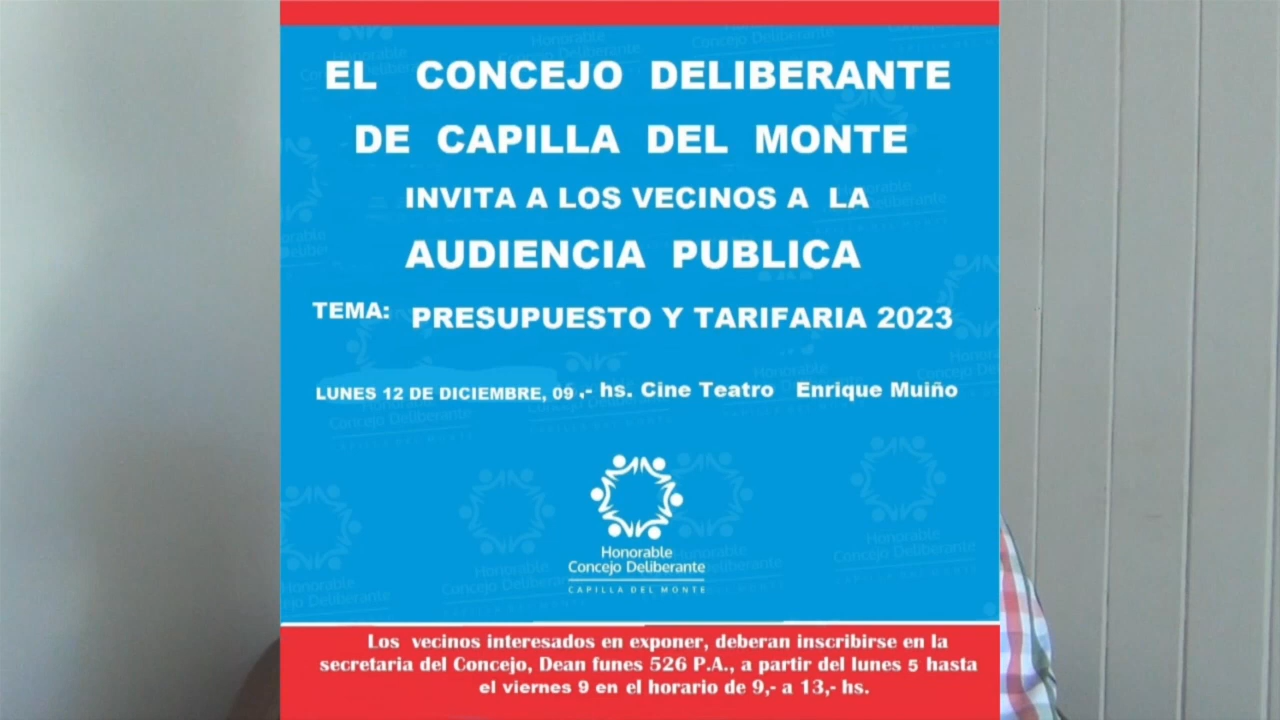 EL CONCEJO DELIBERANTE
DE CAPILLA DEL MONTE
INVITA A LOS VECINOS A LA
AUDIENCIA PUBLICA
TEMA: PRESUPUESTO Y TARIFARIA 2023
LUNES 12 DE DICIEMBRE, 09 ,- hs. Cine Teatro Enrique Muiño
Honorable
Concejo Deliberante
CAPILLA DEL MONTE
Los vecinos interesados en exponer, deberan inscribirse en la
secretaria del Concejo, Dean funes 526 P.A., a partir del lunes 5 hasta
el viernes 9 en el horario de 9,- a 13,- hs.